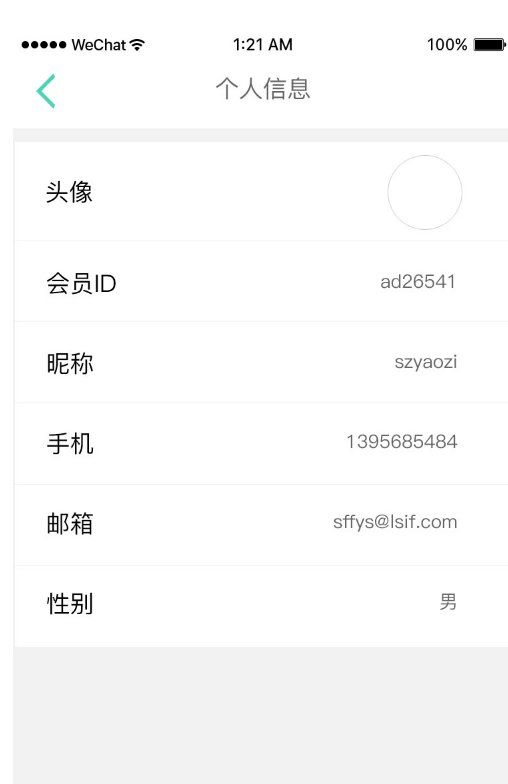 ●●●●● WeChat 1:21 AM 100%
个人信息
头像
会员ID ad26541
昵称 szyaozi
手机 1395685484
邮箱 sffys@lsif.com
性别 男